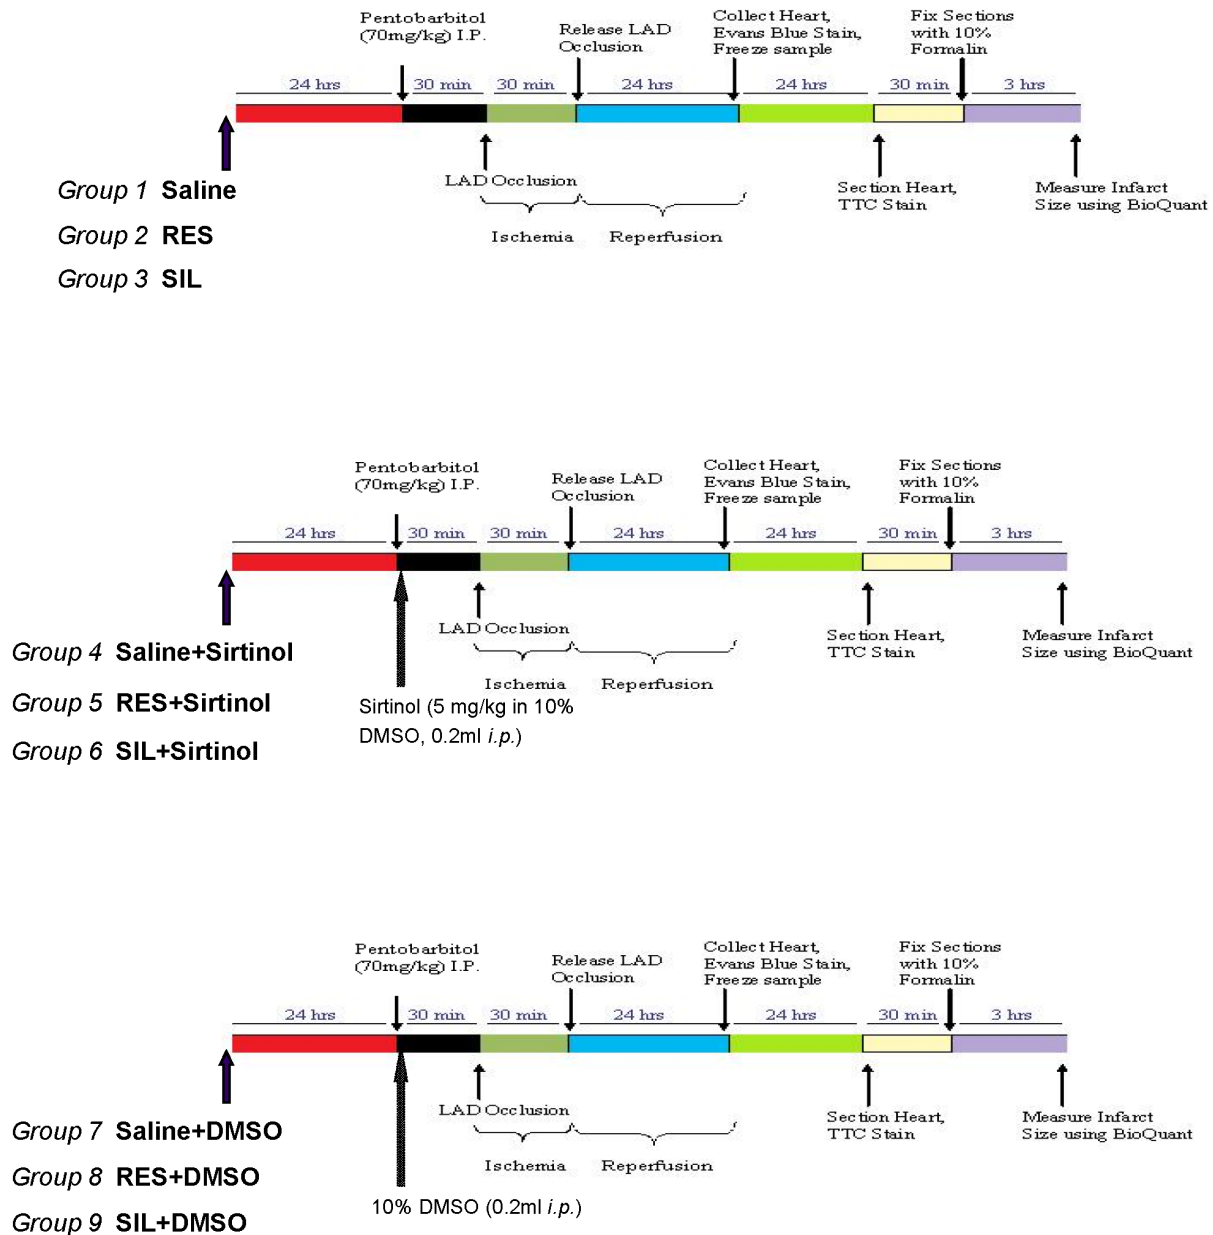 Pentobarbitol
(70mg/kg) I.P.
Release LAD
Occlusion
Collect Heart,
Evans Blue Stain,
Freeze sample
Fix Sections
with 10%
Formalin
24 hrs 30 min 30 min 24 hrs 24 hrs 30 min 3 hrs
LAD Occlusion
Ischemia Reperfusion
Section Heart,
TTC Stain
Measure Infarct
Size using BioQuant
Group 1 Saline
Group 2 RES
Group 3 SIL
Pentobarbitol
(70mg/kg) I.P.
Release LAD
Occlusion
Collect Heart,
Evans Blue Stain,
Freeze sample
Fix Sections
with 10%
Formalin
24 hrs 30 min 30 min 24 hrs 24 hrs 30 min 3 hrs
LAD Occlusion
Ischemia Reperfusion
Section Heart,
TTC Stain
Measure Infarct
Size using BioQuant
Group 4 Saline+Sirtinol
Group 5 RES+Sirtinol
Group 6 SIL+Sirtinol
Sirtinol (5 mg/kg in 10%
DMSO, 0.2ml i.p.)
Pentobarbitol
(70mg/kg) I.P.
Release LAD
Occlusion
Collect Heart,
Evans Blue Stain,
Freeze sample
Fix Sections
with 10%
Formalin
24 hrs 30 min 30 min 24 hrs 24 hrs 30 min 3 hrs
LAD Occlusion
Ischemia Reperfusion
Section Heart,
TTC Stain
Measure Infarct
Size using BioQuant
Group 7 Saline+DMSO
Group 8 RES+DMSO
Group 9 SIL+DMSO
10% DMSO (0.2ml i.p.)